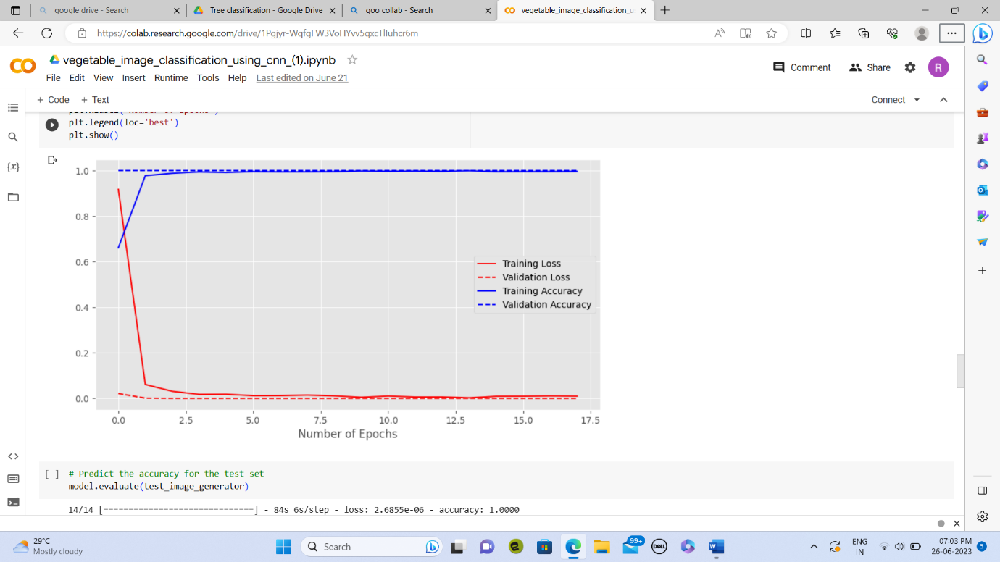 google drive - Search
Tree classification - Google Drive
goo collab - Search
vegetable_image_classification_u
https://colab.research.google.com/drive/1Pgjyr-WqfgFW3VoHYvv5qxcTlluhcr6m
vegetable_image_classification_using_cnn_(1).ipynb
File Edit View Insert Runtime Tools Help Last edited on June 21
Comment Share R
+ Code + Text
Connect
plt.legend(loc='best')
plt.show()
1.0
0.8
0.6
0.4
0.2
0.0
Training Loss
Validation Loss
Training Accuracy
Validation Accuracy
0.0 2.5 5.0 7.5 10.0 12.5 15.0 17.5
Number of Epochs
[ ] # Predict the accuracy for the test set
model.evaluate(test_image_generator)
14/14 [==============================] - 84s 6s/step - loss: 2.6855e-06 - accuracy: 1.0000
29°C
Mostly cloudy
Search
99+
DELL
ENG
IN
07:03 PM
26-06-2023
5